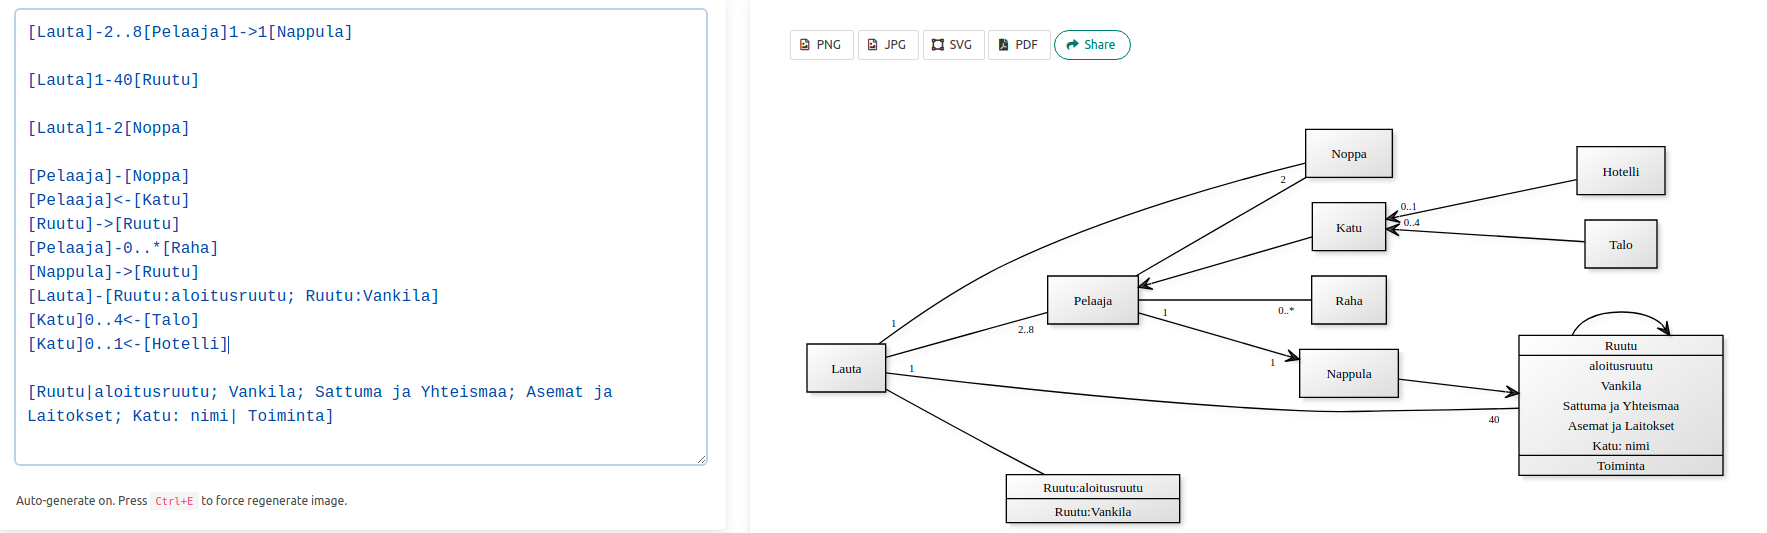 [Lauta]-2..8[Pelaaja]1->1[Nappula]
[Lauta]1-40[Ruutu]
[Lauta]1-2[Noppa]
[Pelaaja]-[Noppa]
[Pelaaja]<-[Katu]
[Ruutu]->[Ruutu]
[Pelaaja]-0..*[Raha]
[Nappula]->[Ruutu]
[Lauta]-[Ruutu:aloitusruutu; Ruutu:Vankila]
[Katu]0..4<-[Talo]
[Katu]0..1<-[Hotelli]
[Ruutu|aloitusruutu; Vankila; Sattuma ja Yhteismaa; Asemat ja
Laitokset; Katu: nimi| Toiminta]
Auto-generate on. Press Ctrl+E to force regenerate image.
PNG
JPG
SVG
PDF
Share
Noppa
2
Hotelli
0..1
Katu
0..4
Talo
Pelaaja
Raha
0..*
1
1
2..8
1
Nappula
Lauta
1
40
Ruutu
aloitusruutu
Vankila
Sattuma ja Yhteismaa
Asemat ja Laitokset
Katu: nimi
Toiminta
Ruutu:aloitusruutu
Ruutu:Vankila